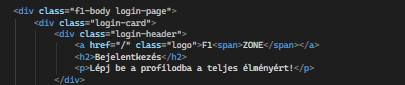 <div class="f1-body login-page">
<div class="login-card">
<div class="login-header">
<a href="/" class="logo">F1<span>ZONE</span></a>
<h2>Bejelentkezés</h2>
<p>Lépj be a profilodba a teljes élményért!</p>
</div>